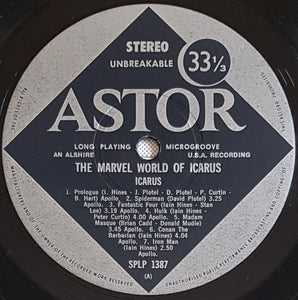 STEREO
UNBREAKABLE
33⅓
ASTOR
LONG PLAYING MICROGROOVE
AN ALSHIRE U.S.A. RECORDING
THE MARVEL WORLD OF ICARUS
ICARUS
1. Prologue (I. Hines - J. Plotel - D. Plotel - P. Curtin -
B. Hart) Apollo 2. Spiderman (David Plotel) 3.25
Apollo. 3. Fantastic Four (Iain Hines - Stan
Lee) 3.19 Apollo. 4. Hulk (Iain Hines -
Peter Curtin) 4.00 Apollo. 5. Madam
Masque (Brian Cadd - Donald Mudie)
3.45 Apollo. 6. Conan The
Barbarian (Iain Hines) 4.04
Apollo. 7. Iron Man
(Iain Hines) 2.50
Apollo.
SPLP 1387
(A)